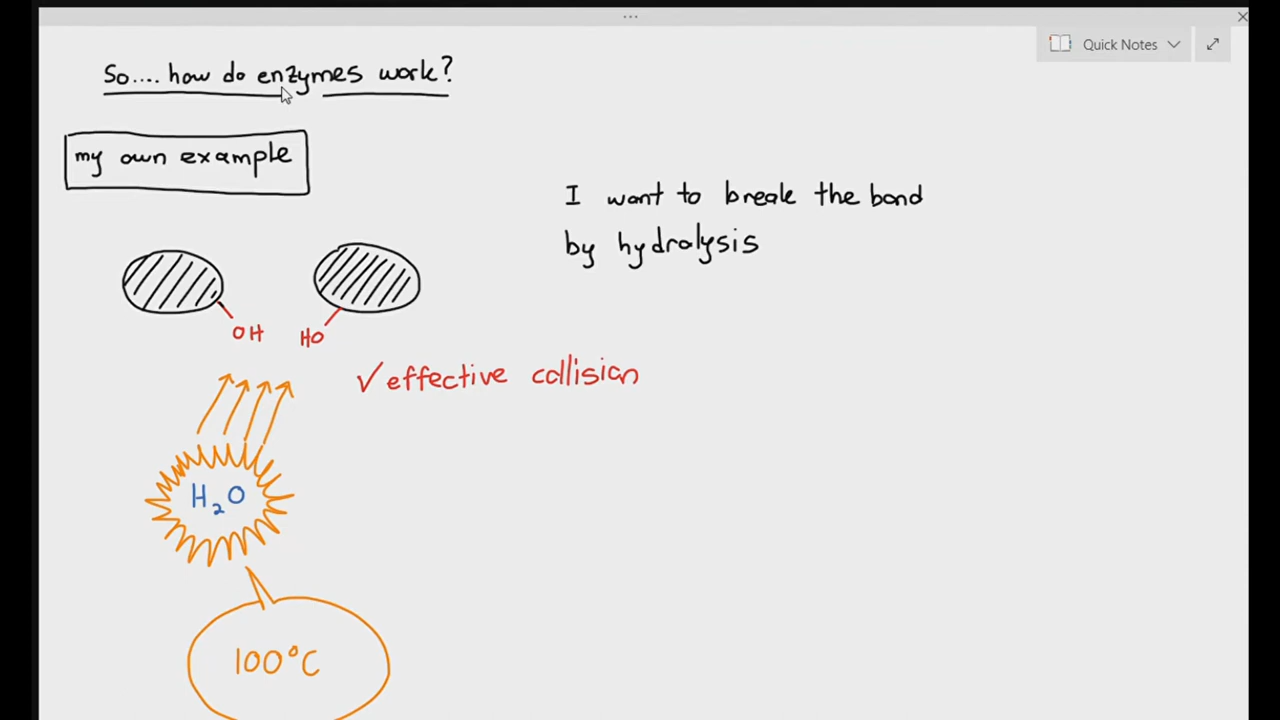 Quick Notes
So.... how do enzymes work?
my own example
I want to break the bond
by hydrolysis
OH HO
✓effective collision
H₂O
100°C